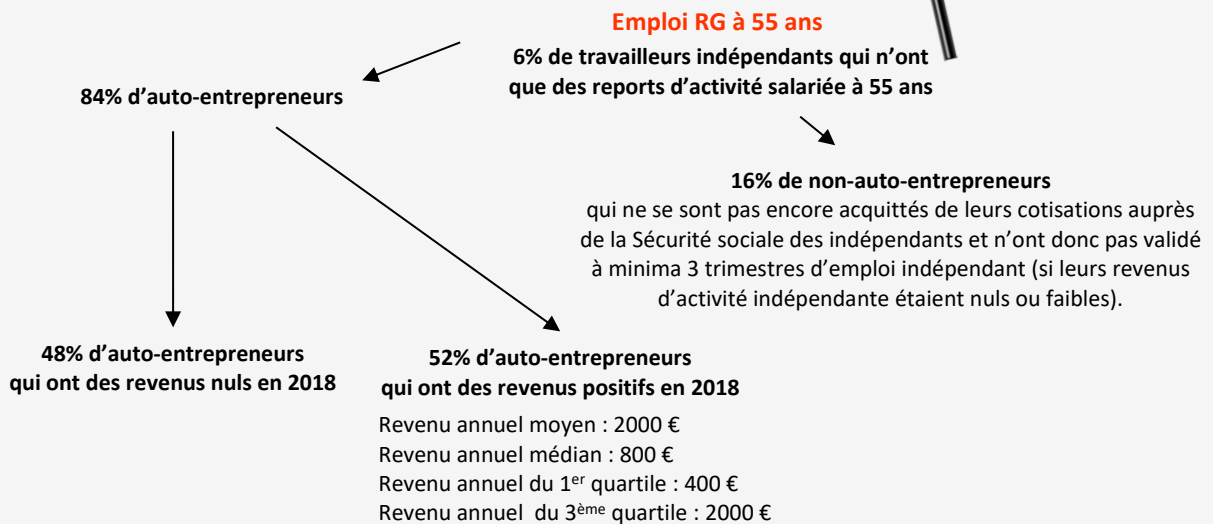 Emploi RG à 55 ans
6% de travailleurs indépendants qui n’ont
que des reports d’activité salariée à 55 ans
84% d’auto-entrepreneurs
16% de non-auto-entrepreneurs
qui ne se sont pas encore acquittés de leurs cotisations auprès
de la Sécurité sociale des indépendants et n’ont donc pas validé
à minima 3 trimestres d’emploi indépendant (si leurs revenus
d’activité indépendante étaient nuls ou faibles).
48% d’auto-entrepreneurs
qui ont des revenus nuls en 2018
52% d’auto-entrepreneurs
qui ont des revenus positifs en 2018
Revenu annuel moyen : 2000 €
Revenu annuel médian : 800 €
Revenu annuel du 1er quartile : 400 €
Revenu annuel du 3ème quartile : 2000 €